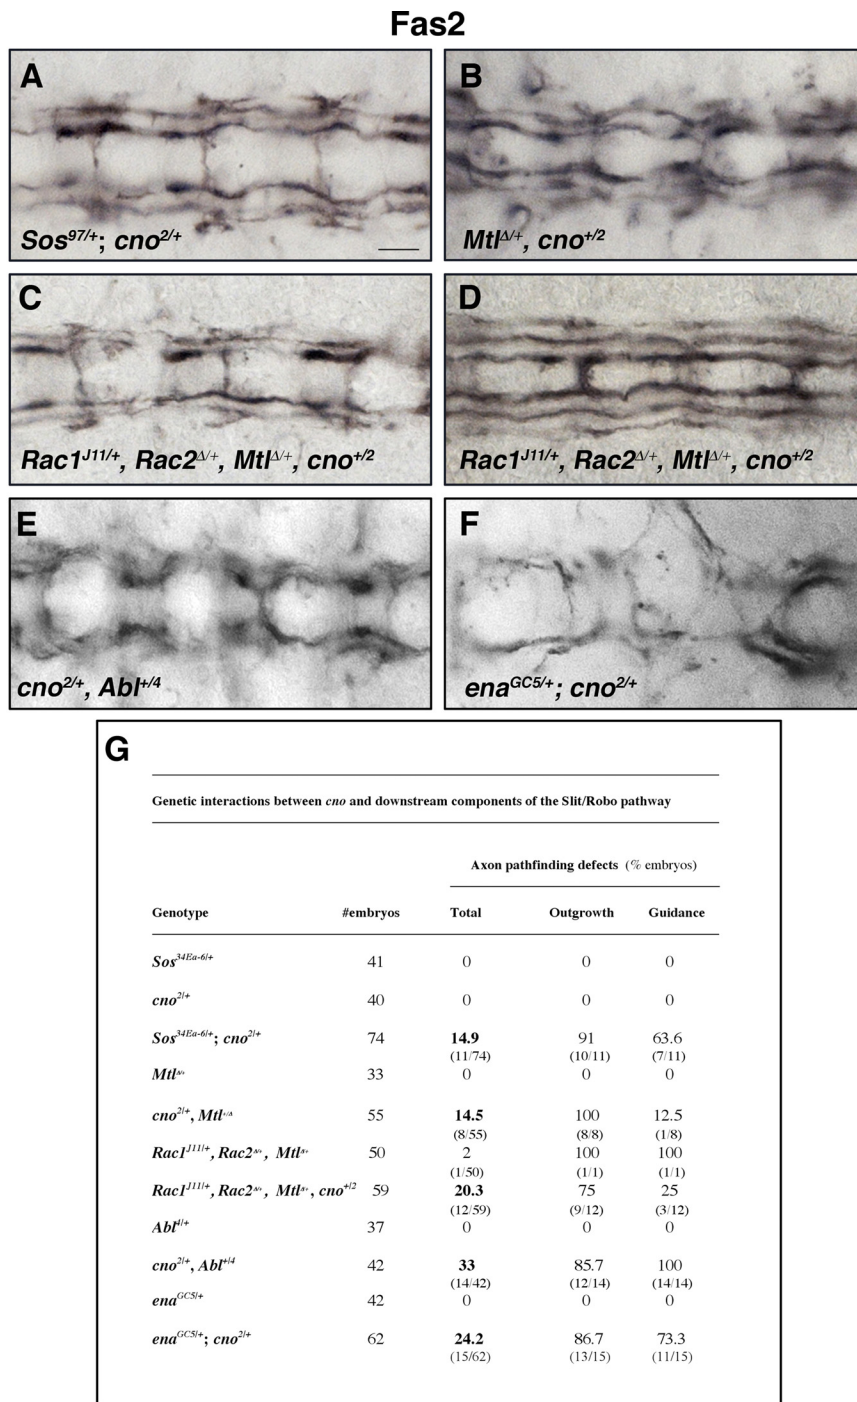 Fas2
A
B
Sos97/+; cno2/+
MtlΔ/+, cno+/2
C
D
Rac1J11/+, Rac2Δ/+, MtlΔ/+, cno+/2
Rac1J11/+, Rac2Δ/+, MtlΔ/+, cno+/2
E
F
cno2/+, Abl+/4
enaGC5/+; cno2/+
G
Genetic interactions between cno and downstream components of the Slit/Robo pathway
Axon pathfinding defects (% embryos)
Genotype #embryos Total Outgrowth Guidance
Sos34Ea-6/+ 41 0 0 0
cno2/+ 40 0 0 0
Sos34Ea-6/+; cno2/+ 74 14.9 91 63.6
(11/74) (10/11) (7/11)
MtlΔ/+ 33 0 0 0
cno2/+, Mtl+/Δ 55 14.5 100 12.5
(8/55) (8/8) (1/8)
Rac1J11/+, Rac2Δ/+, MtlΔ/+ 50 2 100 100
(1/50) (1/1) (1/1)
Rac1J11/+, Rac2Δ/+, MtlΔ/+, cno+/2 59 20.3 75 25
(12/59) (9/12) (3/12)
Abl4/+ 37 0 0 0
cno2/+, Abl+/4 42 33 85.7 100
(14/42) (12/14) (14/14)
enaGC5/+ 42 0 0 0
enaGC5/+; cno2/+ 62 24.2 86.7 73.3
(15/62) (13/15) (11/15)